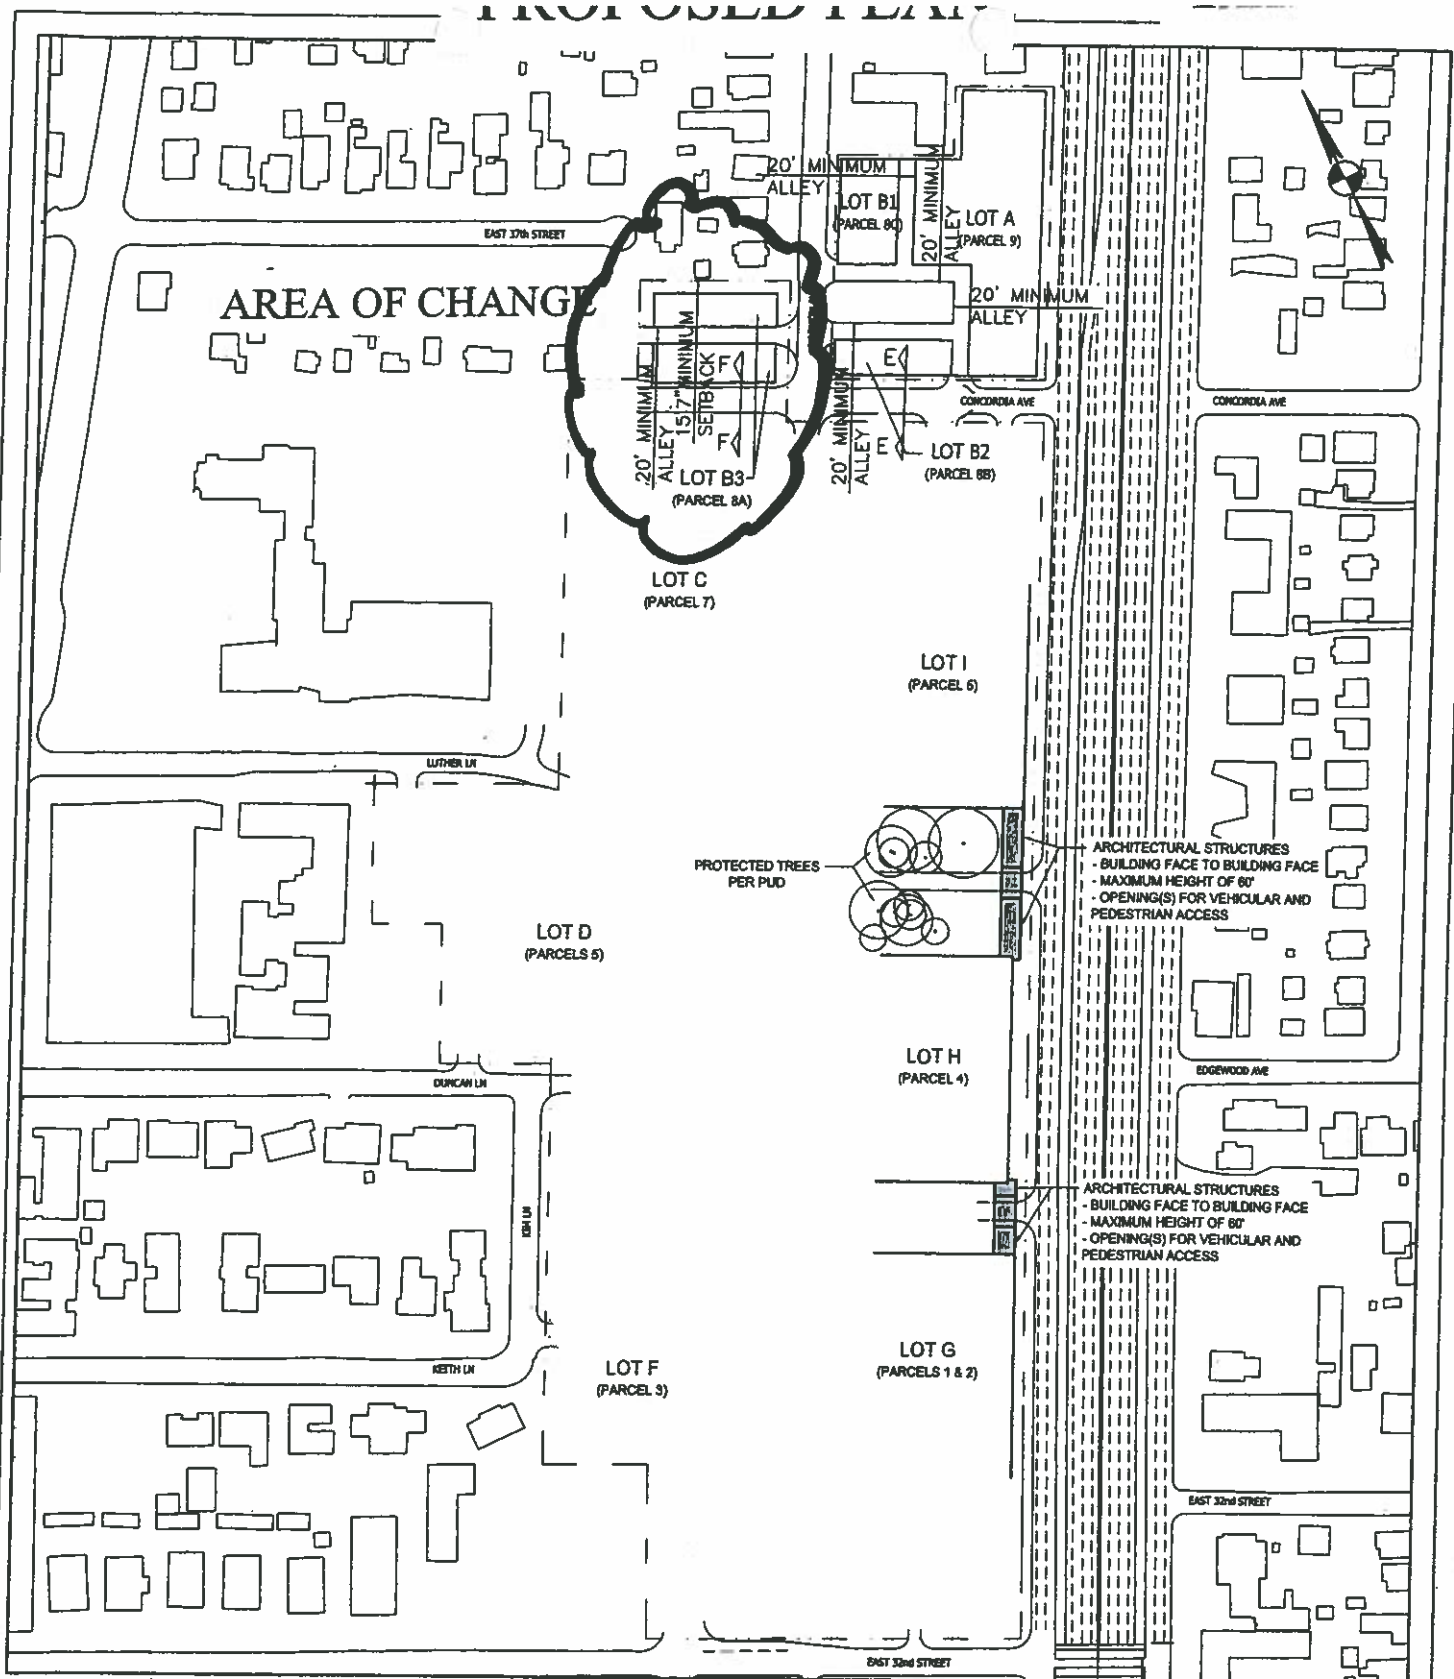 PROPOSED PLAN
20' MINIMUM
ALLEY
LOT B1
(PARCEL 8C)
20' MINIMUM
ALLEY
LOT A
(PARCEL 9)
EAST 37th STREET
AREA OF CHANGE
20' MINIMUM
ALLEY
20' MINIMUM
ALLEY
15'7" MINIMUM
SETBACK
F
F
LOT B3
(PARCEL 8A)
20' MINIMUM
ALLEY
E
E
LOT B2
(PARCEL 8B)
CONCORDIA AVE
CONCORDIA AVE
LOT C
(PARCEL 7)
LOT I
(PARCEL 6)
LUTHER LN
PROTECTED TREES
PER PUD
ARCHITECTURAL STRUCTURES
- BUILDING FACE TO BUILDING FACE
- MAXIMUM HEIGHT OF 60'
- OPENING(S) FOR VEHICULAR AND
PEDESTRIAN ACCESS
LOT D
(PARCELS 5)
LOT H
(PARCEL 4)
DUNCAN LN
EDGEWOOD AVE
ARCHITECTURAL STRUCTURES
- BUILDING FACE TO BUILDING FACE
- MAXIMUM HEIGHT OF 60'
- OPENING(S) FOR VEHICULAR AND
PEDESTRIAN ACCESS
KEITH LN
LOT F
(PARCEL 3)
LOT G
(PARCELS 1 & 2)
EAST 32nd STREET
EAST 32nd STREET